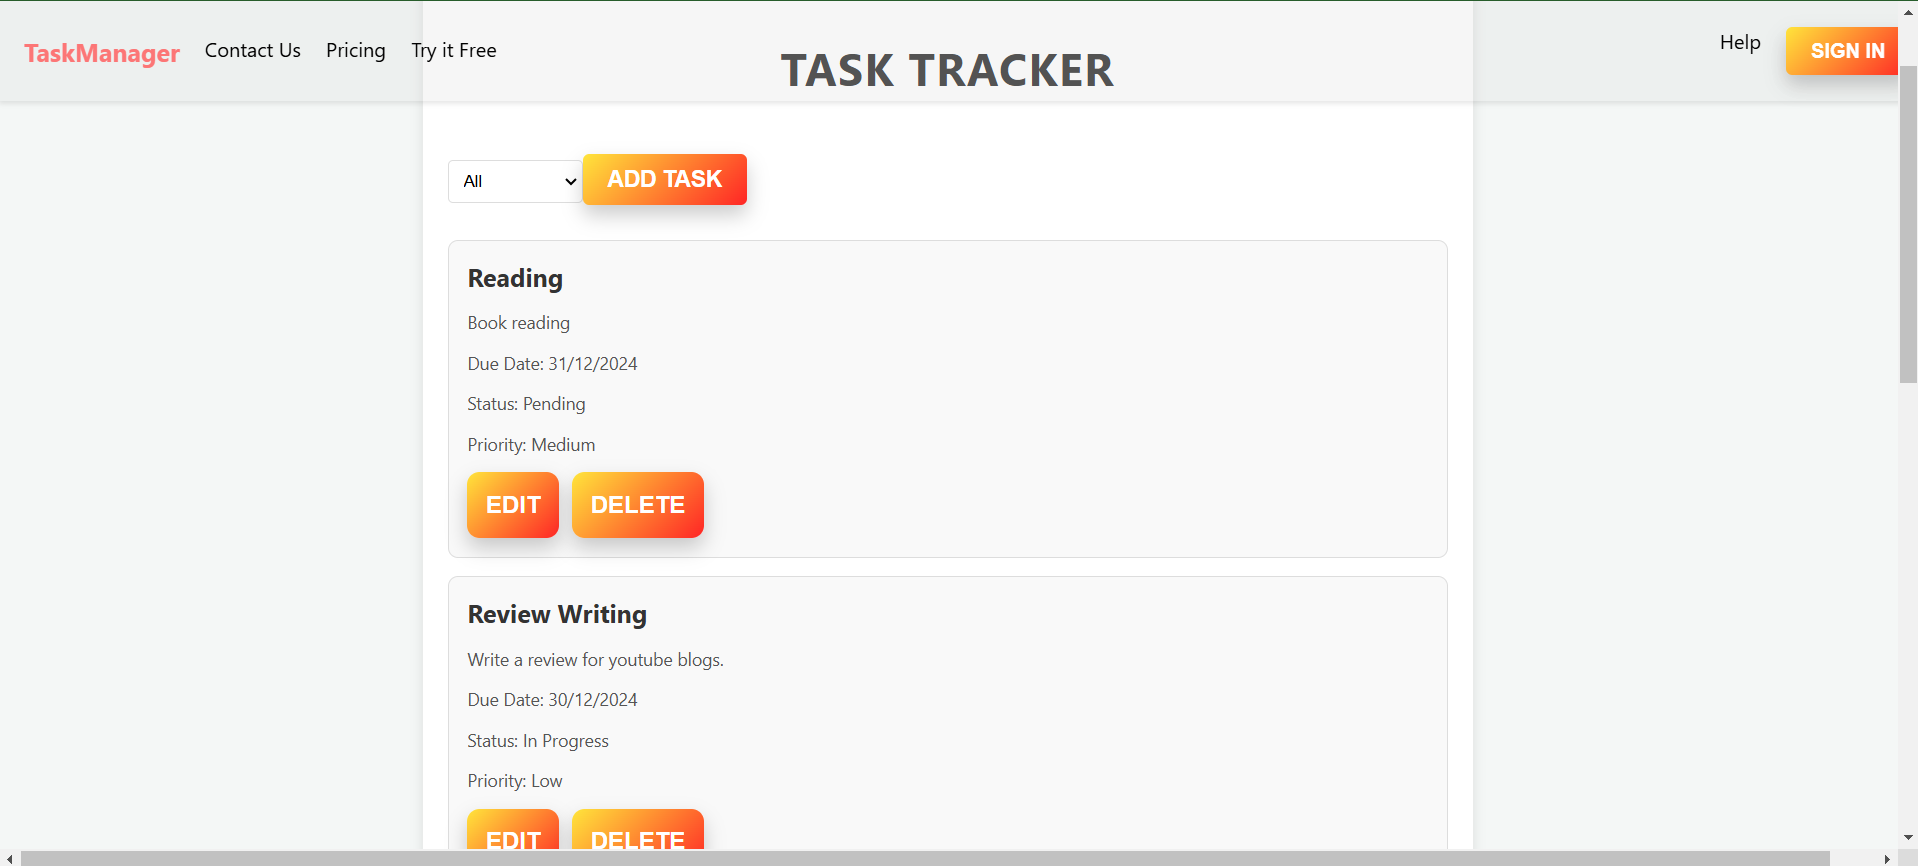 TaskManager Contact Us Pricing Try it Free Help SIGN IN
TASK TRACKER
All ADD TASK
Reading
Book reading
Due Date: 31/12/2024
Status: Pending
Priority: Medium
EDIT DELETE
Review Writing
Write a review for youtube blogs.
Due Date: 30/12/2024
Status: In Progress
Priority: Low
EDIT DELETE